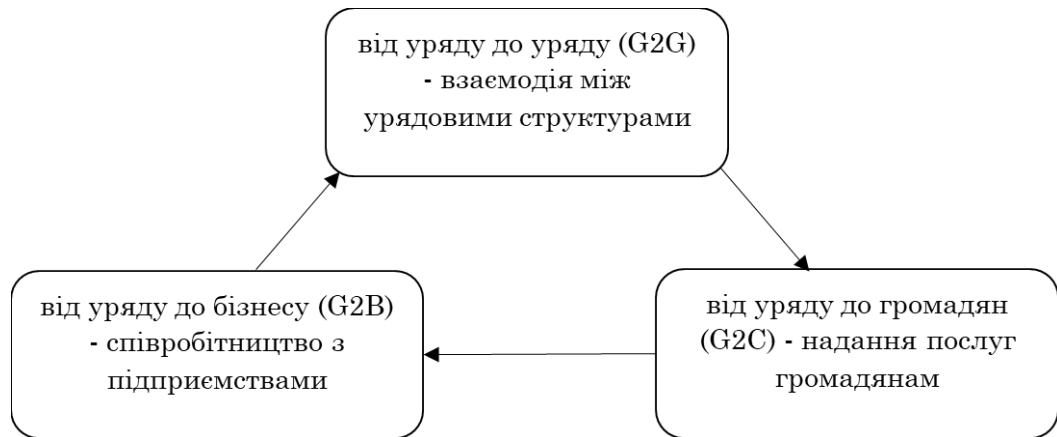 від уряду до уряду (G2G)
- взаємодія між
урядовими структурами
від уряду до бізнесу (G2B)
- співробітництво з
підприємствами
від уряду до громадян
(G2C) - надання послуг
громадянам